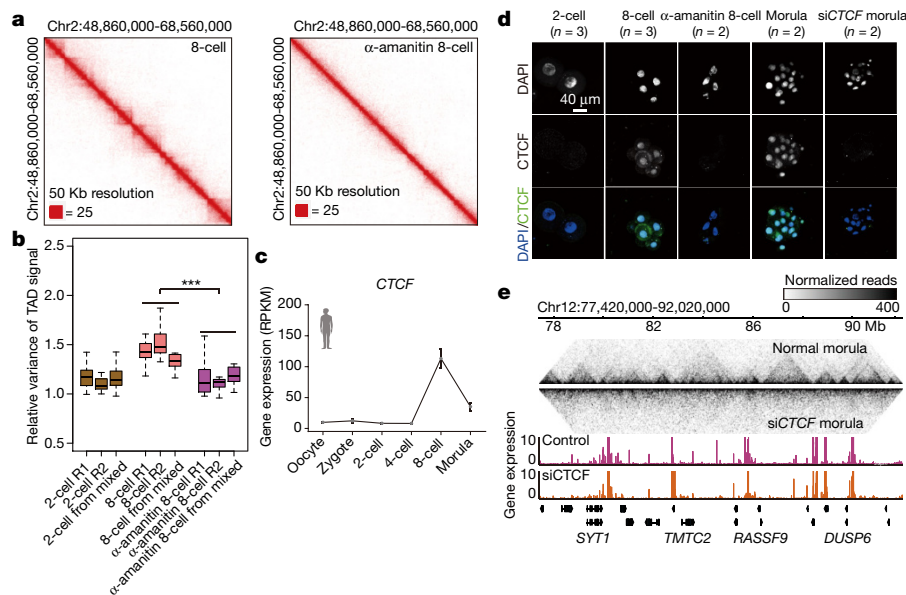 a
Chr2:48,860,000-68,560,000
Chr2:48,860,000-68,560,000
8-cell
50 Kb resolution
= 25
Chr2:48,860,000-68,560,000
Chr2:48,860,000-68,560,000
α-amanitin 8-cell
50 Kb resolution
= 25
b
Relative variance of TAD signal
2.5
2.0
1.5
1.0
0.5
***
2-cell R1
2-cell R2
2-cell from mixed
8-cell R1
8-cell R2
8-cell from mixed
α-amanitin 8-cell R1
α-amanitin 8-cell R2
α-amanitin 8-cell from mixed
c
CTCF
Gene expression (RPKM)
200
150
100
50
0
Oocyte
Zygote
2-cell
4-cell
8-cell
Morula
d
2-cell 8-cell α-amanitin 8-cell Morula siCTCF morula
(n = 3) (n = 3) (n = 2) (n = 2) (n = 2)
DAPI
40 µm
CTCF
DAPI/CTCF
e
Normalized reads
0 400
Chr12:77,420,000-92,020,000
78 82 86 90 Mb
Normal morula
siCTCF morula
Gene expression
10 Control
0
10 siCTCF
0
SYT1 TMTC2 RASSF9 DUSP6